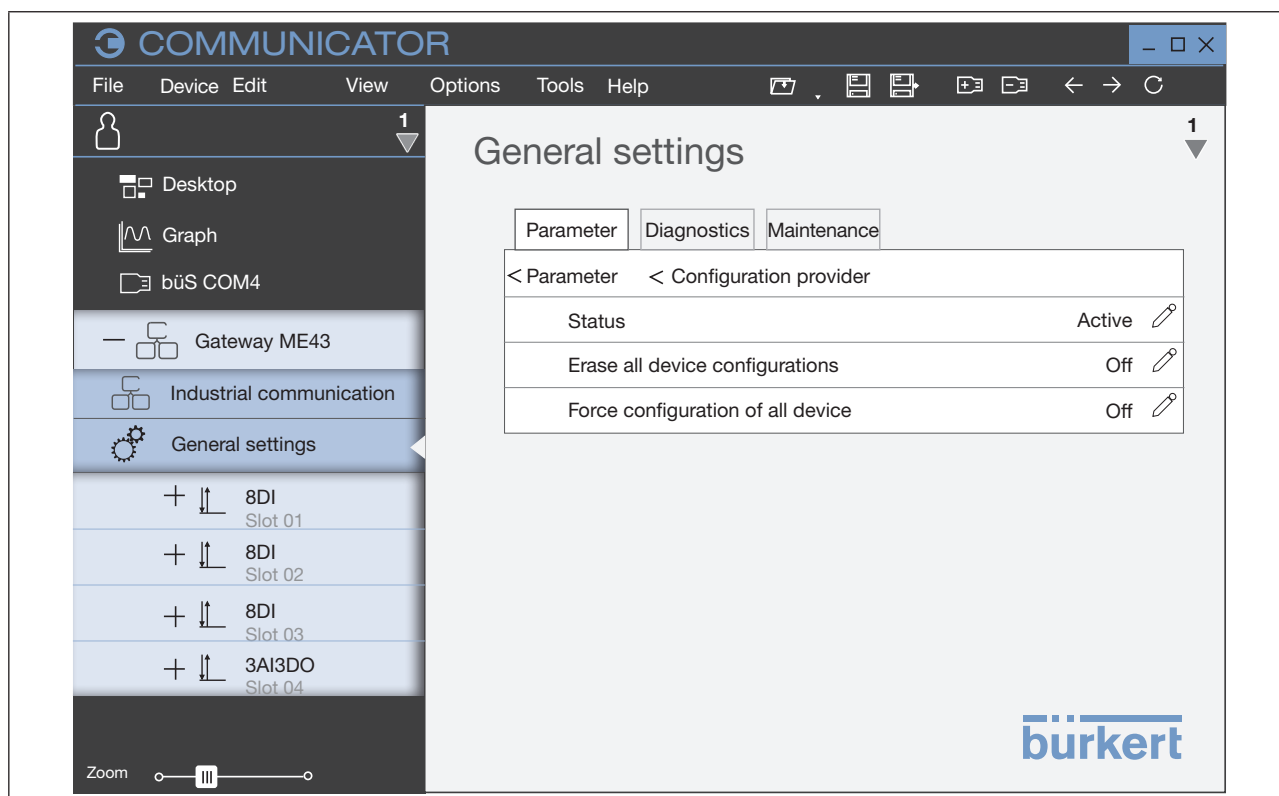 COMMUNICATOR
File Device Edit View Options Tools Help
1
Desktop
Graph
büS COM4
Gateway ME43
Industrial communication
General settings
8DI
Slot 01
8DI
Slot 02
8DI
Slot 03
3AI3DO
Slot 04
Zoom
General settings
1
Parameter Diagnostics Maintenance
< Parameter < Configuration provider
Status Active
Erase all device configurations Off
Force configuration of all device Off
bürkert